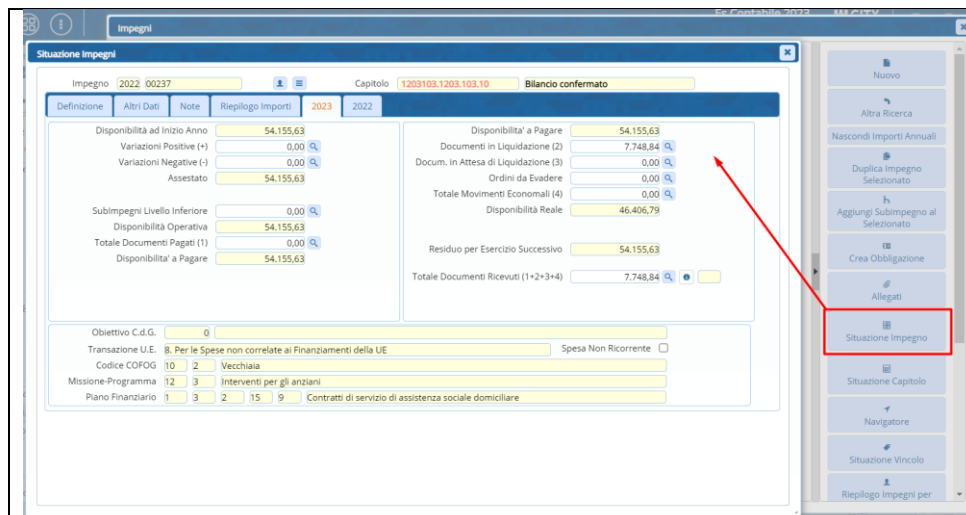 Es Contabile 2023 JM CITY
Impegni
Situazione Impegni
Impegno 2022 00237 Capitolo 1203103.1203.103.10 Bilancio confermato
Definizione Altri Dati Note Riepilogo Importi 2023 2022
Disponibilità ad Inizio Anno 54.155,63
Variazioni Positive (+) 0,00
Variazioni Negative (-) 0,00
Assestato 54.155,63
Subimpegni Livello Inferiore 0,00
Disponibilità Operativa 54.155,63
Totale Documenti Pagati (1) 0,00
Disponibilita' a Pagare 54.155,63
Disponibilita' a Pagare 54.155,63
Documenti in Liquidazione (2) 7.748,84
Docum. in Attesa di Liquidazione (3) 0,00
Ordini da Evadere 0,00
Totale Movimenti Economali (4) 0,00
Disponibilità Reale 46.406,79
Residuo per Esercizio Successivo 54.155,63
Totale Documenti Ricevuti (1+2+3+4) 7.748,84
Obiettivo C.d.G. 0
Transazione U.E. 8. Per le Spese non correlate ai Finanziamenti della UE Spesa Non Ricorrente
Codice COFOG 10 2 Vecchiaia
Missione-Programma 12 3 Interventi per gli anziani
Piano Finanziario 1 3 2 15 9 Contratti di servizio di assistenza sociale domiciliare
Nuovo
Altra Ricerca
Nascondi Importi Annuali
Duplica Impegno
Selezionato
Aggiungi Subimpegno al
Selezionato
Crea Obbligazione
Allegati
Situazione Impegno
Situazione Capitolo
Navigatore
Situazione Vincolo
Riepilogo Impegni per